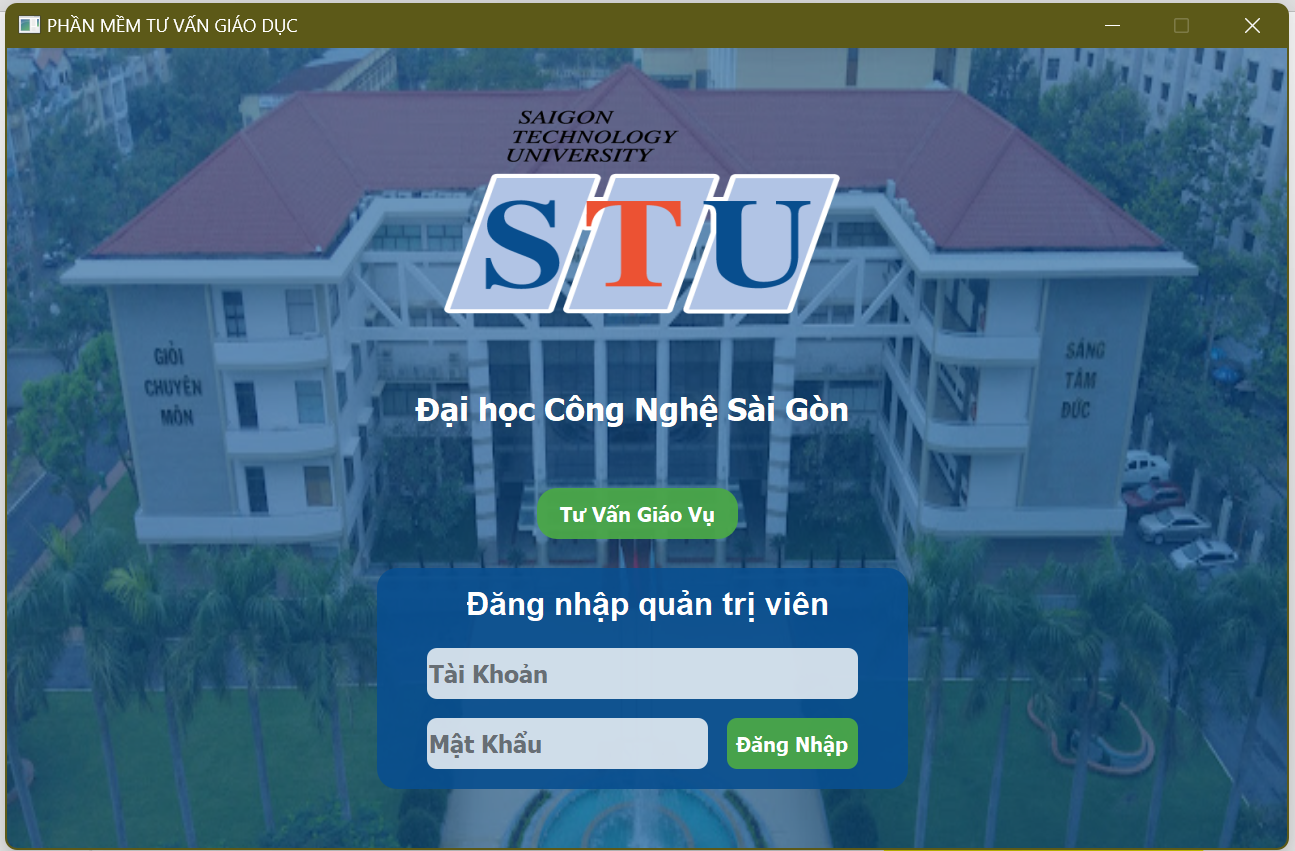 PHẦN MỀM TƯ VẤN GIÁO DỤC
SAIGON
TECHNOLOGY
UNIVERSITY
STU
GIỎI
CHUYÊN
MÔN
SÁNG
TÂM
ĐỨC
Đại học Công Nghệ Sài Gòn
Tư Vấn Giáo Vụ
Đăng nhập quản trị viên
Tài Khoản
Mật Khẩu
Đăng Nhập